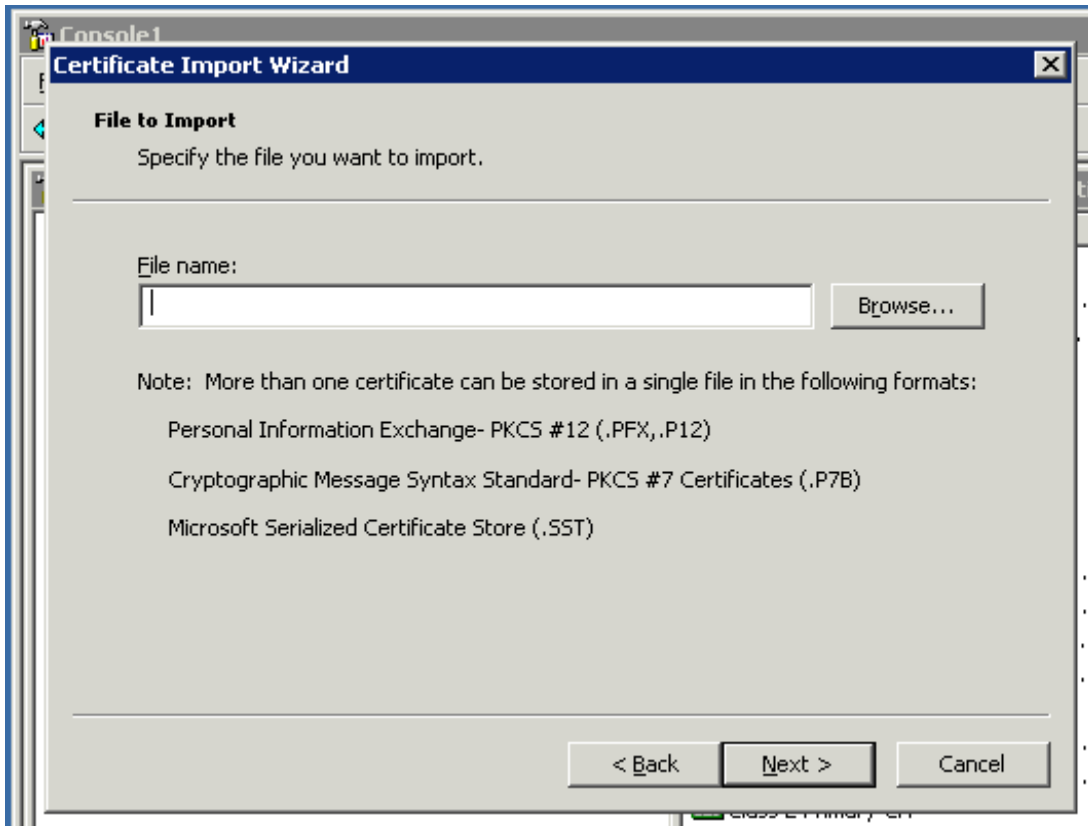 Console1
Certificate Import Wizard
File to Import
Specify the file you want to import.
File name:
Browse...
Note: More than one certificate can be stored in a single file in the following formats:
Personal Information Exchange- PKCS #12 (.PFX,.P12)
Cryptographic Message Syntax Standard- PKCS #7 Certificates (.P7B)
Microsoft Serialized Certificate Store (.SST)
< Back
Next >
Cancel